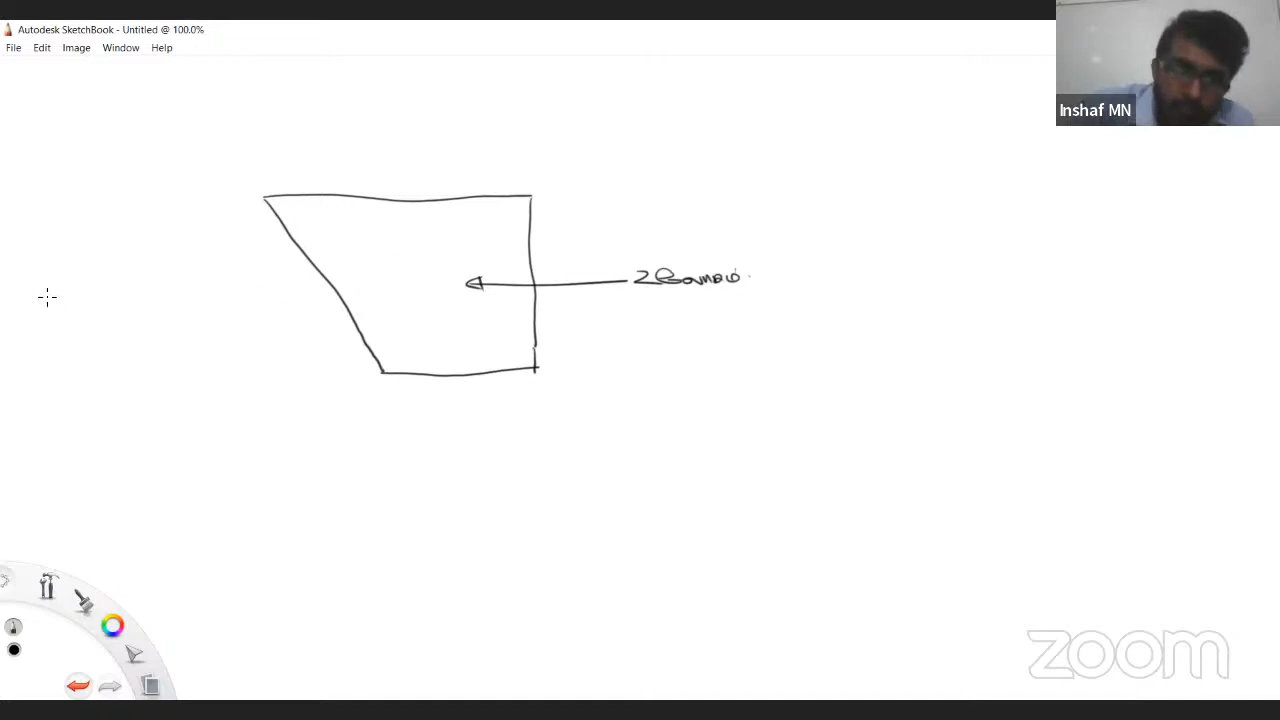 Autodesk SketchBook - Untitled @ 100.0%
File Edit Image Window Help
Inshaf MN
zoom